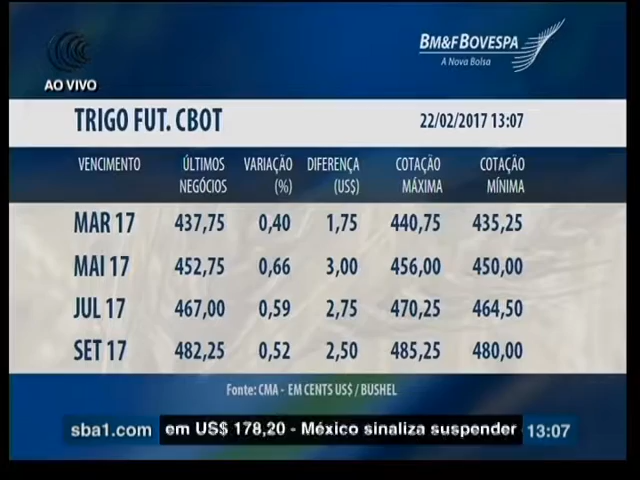 AO VIVO
BM&FBOVESPA
A Nova Bolsa
TRIGO FUT. CBOT 22/02/2017 13:07
VENCIMENTO ÚLTIMOS NEGÓCIOS VARIAÇÃO (%) DIFERENÇA (US$) COTAÇÃO MÁXIMA COTAÇÃO MÍNIMA
MAR 17 437,75 0,40 1,75 440,75 435,25
MAI 17 452,75 0,66 3,00 456,00 450,00
JUL 17 467,00 0,59 2,75 470,25 464,50
SET 17 482,25 0,52 2,50 485,25 480,00
Fonte: CMA - EM CENTS US$ / BUSHEL
sba1.com em US$ 178,20 - México sinaliza suspender 13:07